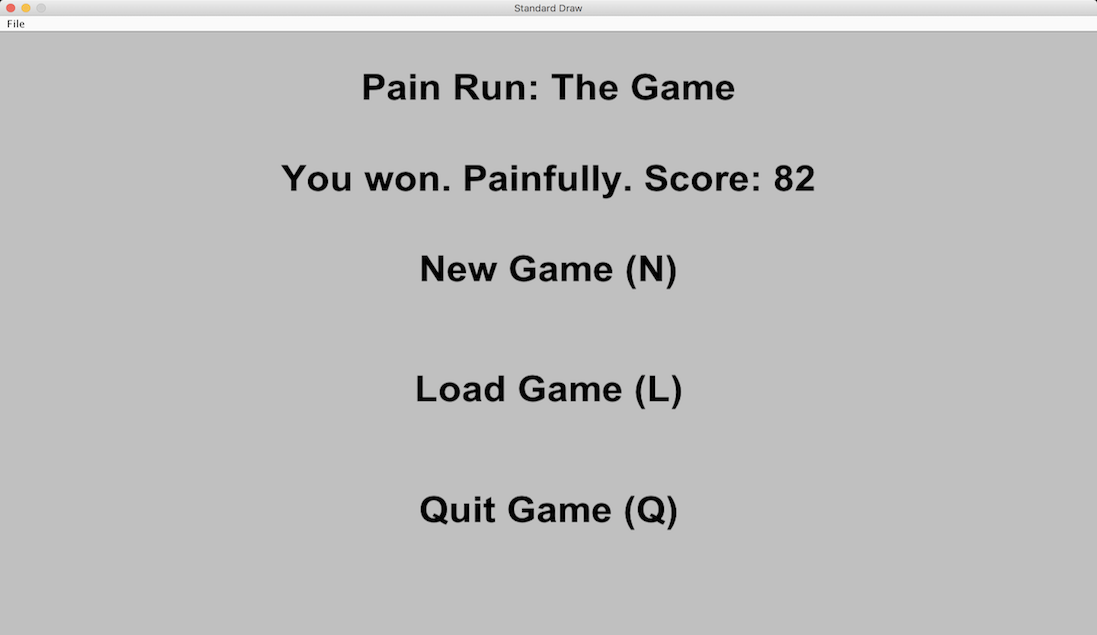 Standard Draw
File
Pain Run: The Game
You won. Painfully. Score: 82
New Game (N)
Load Game (L)
Quit Game (Q)